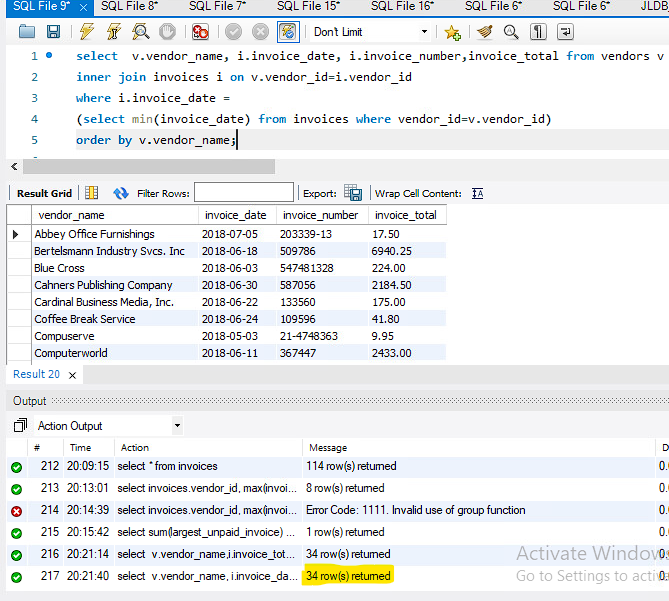 SQL File 9* × SQL File 8* SQL File 7* SQL File 15* SQL File 16* SQL File 6* SQL File 6* JLDB_
Don't Limit
1 select v.vendor_name, i.invoice_date, i.invoice_number,invoice_total from vendors v
2 inner join invoices i on v.vendor_id=i.vendor_id
3 where i.invoice_date =
4 (select min(invoice_date) from invoices where vendor_id=v.vendor_id)
5 order by v.vendor_name;
Result Grid Filter Rows: Export: Wrap Cell Content:
vendor_name invoice_date invoice_number invoice_total
Abbey Office Furnishings 2018-07-05 203339-13 17.50
Bertelsmann Industry Svcs. Inc 2018-06-18 509786 6940.25
Blue Cross 2018-06-03 547481328 224.00
Cahners Publishing Company 2018-06-30 587056 2184.50
Cardinal Business Media, Inc. 2018-06-22 133560 175.00
Coffee Break Service 2018-06-24 109596 41.80
Compuserve 2018-05-03 21-4748363 9.95
Computerworld 2018-06-11 367447 2433.00
Result 20 ×
Output
Action Output
# Time Action Message D
212 20:09:15 select * from invoices 114 row(s) returned 0.
213 20:13:01 select invoices.vendor_id, max(invoi... 8 row(s) returned 0.
214 20:14:39 select invoices.vendor_id, max(invoi... Error Code: 1111. Invalid use of group function 0.
215 20:15:42 select sum(largest_unpaid_invoice) ... 1 row(s) returned 0.
216 20:21:14 select v.vendor_name,i.invoice_tot... 34 row(s) returned 0.
217 20:21:40 select v.vendor_name, i.invoice_da... 34 row(s) returned 0.
Activate Windows
Go to Settings to activ